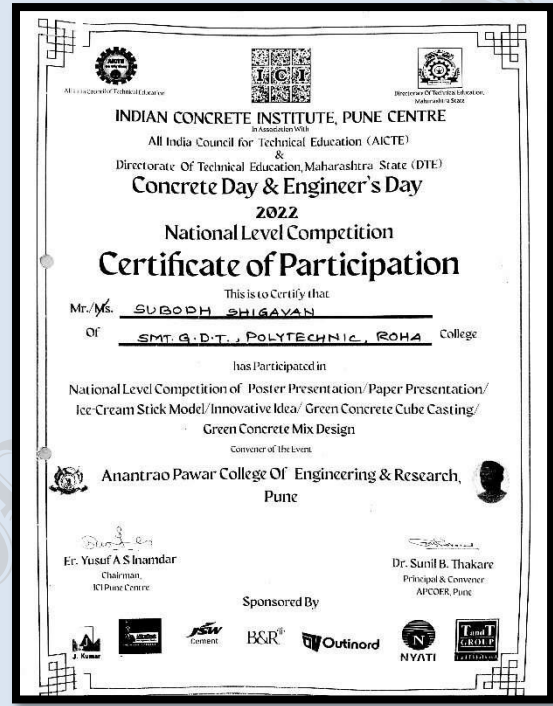 AICTE
All India Council of Technical Education
ICI
Directorate Of Technical Education,
Maharashtra State
INDIAN CONCRETE INSTITUTE, PUNE CENTRE
In Association With
All India Council for Technical Education (AICTE)
&
Directorate Of Technical Education, Maharashtra State (DTE)
Concrete Day & Engineer's Day
2022
National Level Competition
Certificate of Participation
This is to Certify that
Mr./Ms. SUBODH SHIGAVAN
Of SMT. G.D.T., POLYTECHNIC, ROHA College
has Participated in
National Level Competition of Poster Presentation/Paper Presentation/
Ice-Cream Stick Model/Innovative Idea/ Green Concrete Cube Casting/
Green Concrete Mix Design
Convener of the Event
Anantrao Pawar College Of Engineering & Research,
Pune
Er. Yusuf A S Inamdar
Chairman,
ICI Pune Centre
Dr. Sunil B. Thakare
Principal & Convener
APCOER, Pune
Sponsored By
J. Kumar
JSW
Cement
B&R
Outinord
N
NYATI
T and T
GROUP